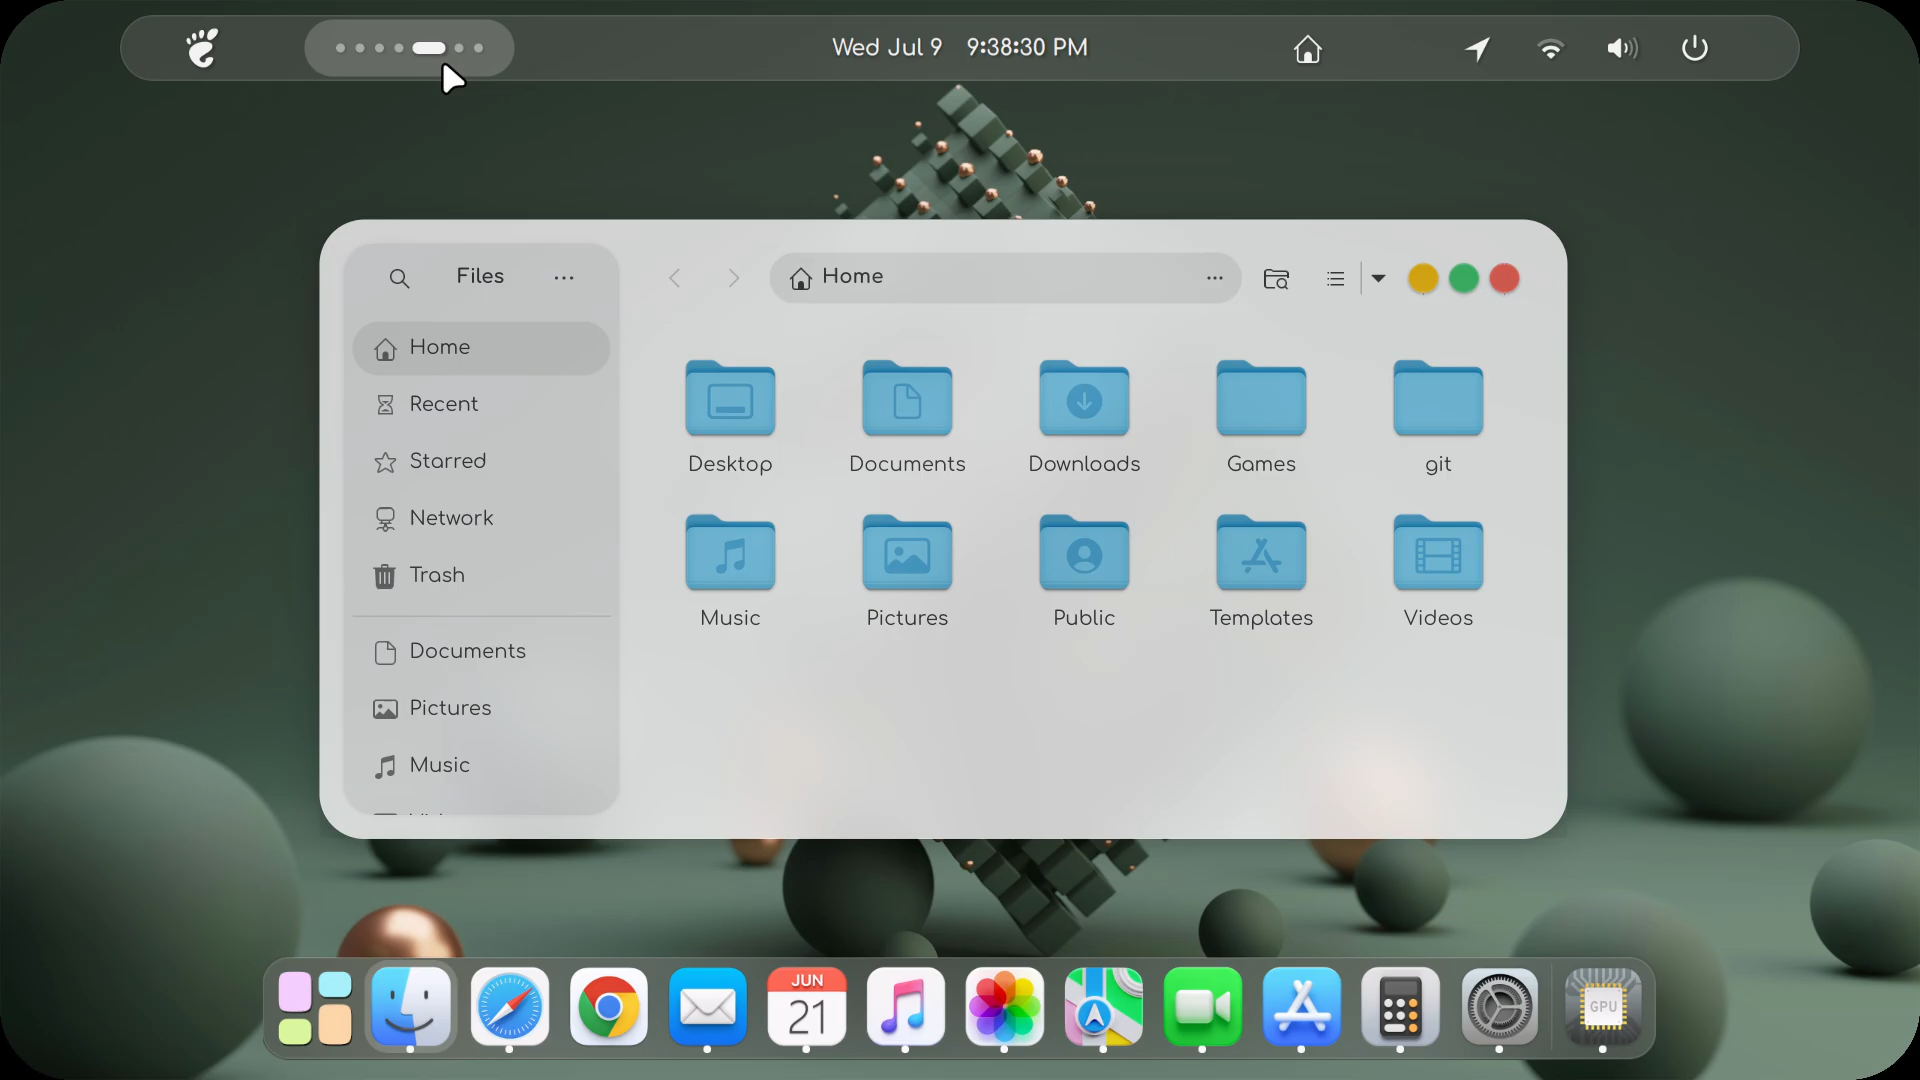 Wed Jul 9 9:38:30 PM
Files
Home
Home
Recent
Starred
Network
Trash
Documents
Pictures
Music
Desktop
Documents
Downloads
Games
git
Music
Pictures
Public
Templates
Videos
JUN
21
GPU